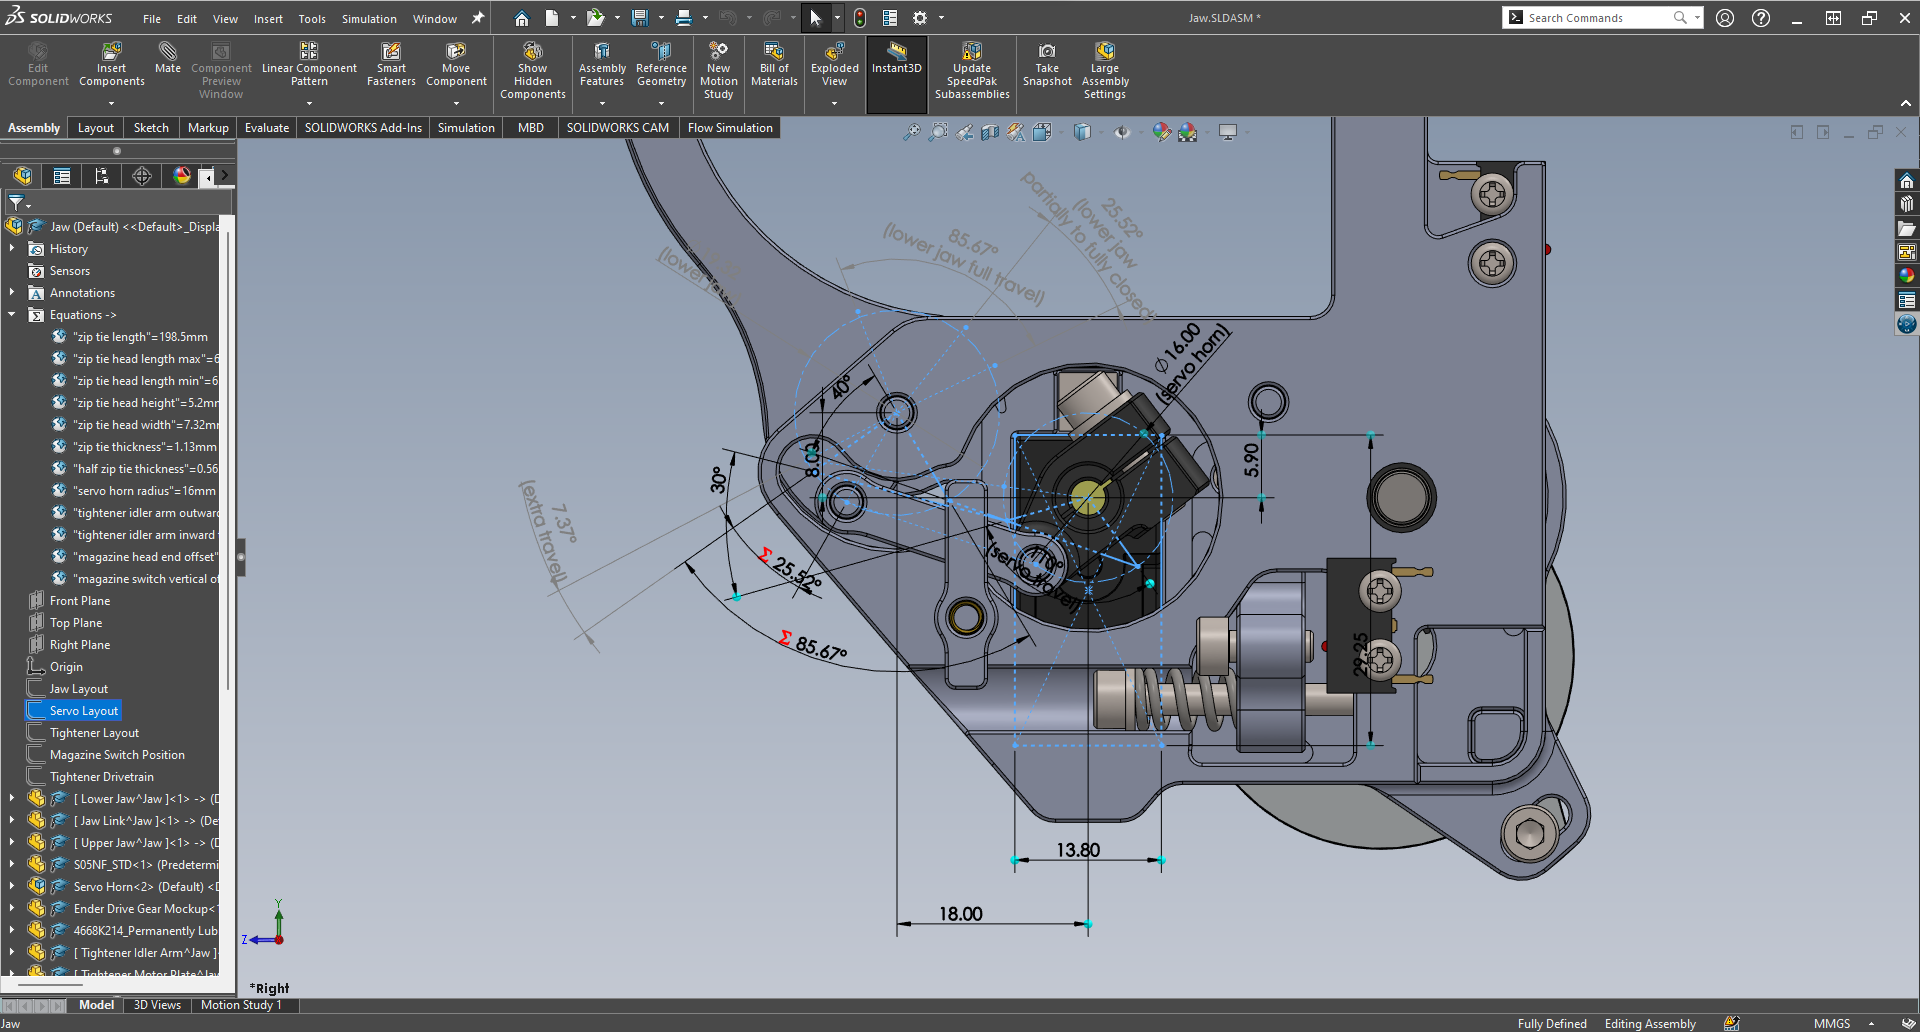 SOLIDWORKS
File Edit View Insert Tools Simulation Window
Jaw.SLDASM *
Search Commands
Edit Component
Insert Components
Mate
Component Preview Window
Linear Component Pattern
Smart Fasteners
Move Component
Show Hidden Components
Assembly Features
Reference Geometry
New Motion Study
Bill of Materials
Exploded View
Instant3D
Update SpeedPak Subassemblies
Take Snapshot
Large Assembly Settings
Assembly Layout Sketch Markup Evaluate SOLIDWORKS Add-Ins Simulation MBD SOLIDWORKS CAM Flow Simulation
Jaw (Default) <<Default>_Displa
History
Sensors
Annotations
Equations ->
"zip tie length"=198.5mm
"zip tie head length max"=6
"zip tie head length min"=6
"zip tie head height"=5.2mm
"zip tie head width"=7.32mm
"zip tie thickness"=1.13mm
"half zip tie thickness"=0.56
"servo horn radius"=16mm
"tightener idler arm outward
"tightener idler arm inward
"magazine head end offset"
"magazine switch vertical of
Front Plane
Top Plane
Right Plane
Origin
Jaw Layout
Servo Layout
Tightener Layout
Magazine Switch Position
Tightener Drivetrain
[ Lower Jaw^Jaw ]<1> -> (D
[ Jaw Link^Jaw ]<1> -> (De
[ Upper Jaw^Jaw ]<1> -> (D
S05NF_STD<1> (Predetermi
Servo Horn<2> (Default) <D
Ender Drive Gear Mockup<
4668K214_Permanently Lub
[ Tightener Idler Arm^Jaw ]
[ Tightener Motor Plate^Jaw
25.52°
(lower jaw
partially to fully closed)
85.67°
(lower jaw full travel)
(lower
Ø 16.00
(servo horn)
40°
8.00
5.90
30°
7.37°
(extra travel)
110°
(servo travel)
Σ 25.52°
Σ 85.67°
29.25
13.80
18.00
Y
Z
*Right
Model 3D Views Motion Study 1
Jaw
Fully Defined Editing Assembly MMGS